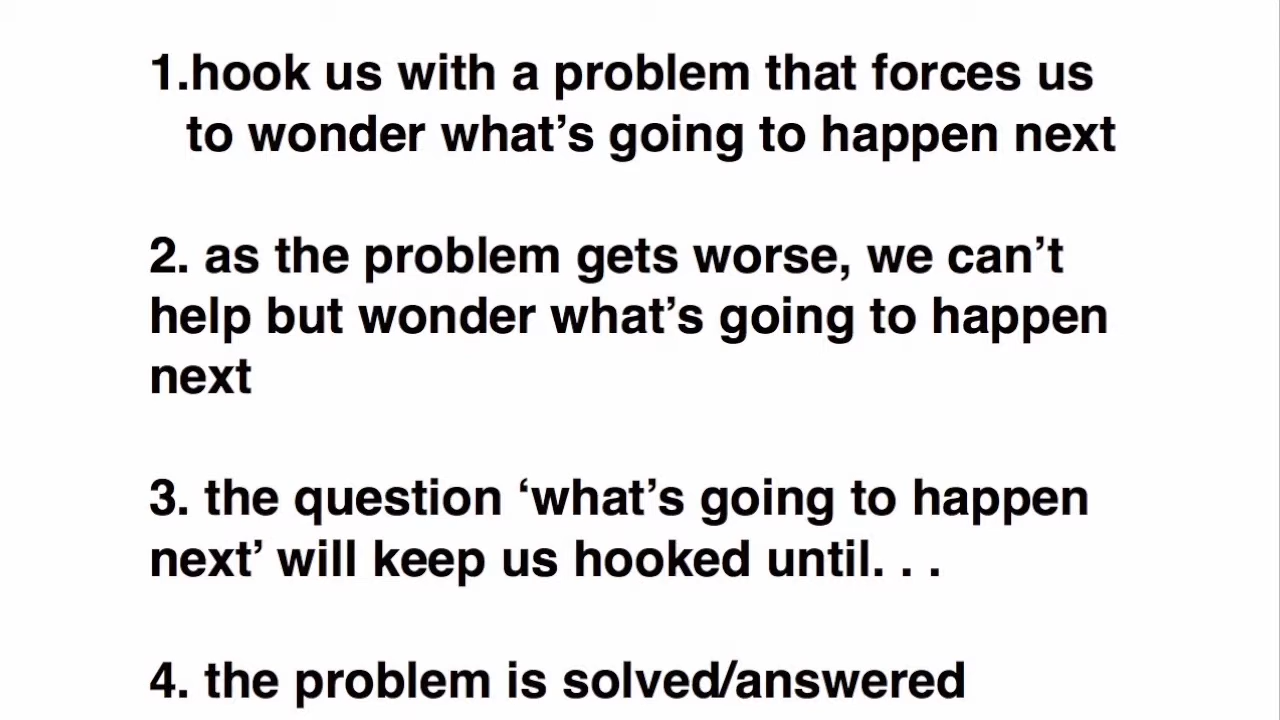 1.hook us with a problem that forces us
to wonder what’s going to happen next
2. as the problem gets worse, we can’t
help but wonder what’s going to happen
next
3. the question ‘what’s going to happen
next’ will keep us hooked until. . .
4. the problem is solved/answered